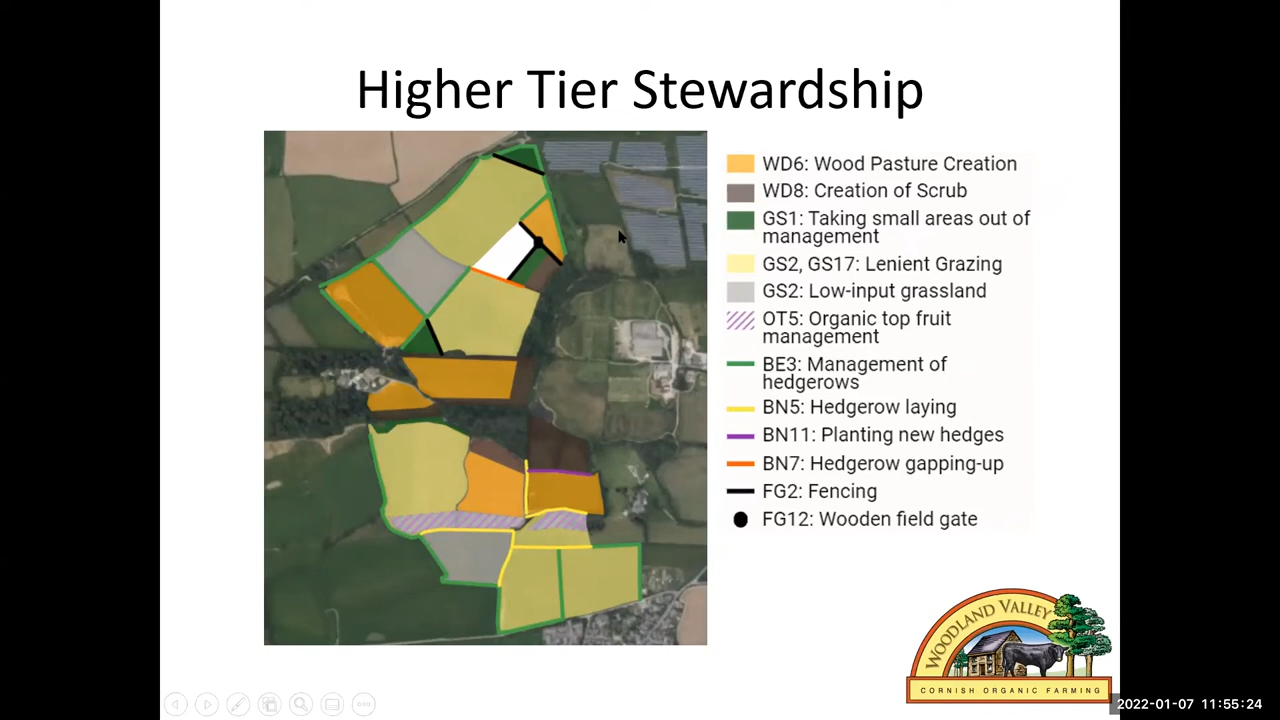 Higher Tier Stewardship
WD6: Wood Pasture Creation
WD8: Creation of Scrub
GS1: Taking small areas out of
management
GS2, GS17: Lenient Grazing
GS2: Low-input grassland
OT5: Organic top fruit
management
BE3: Management of
hedgerows
BN5: Hedgerow laying
BN11: Planting new hedges
BN7: Hedgerow gapping-up
FG2: Fencing
FG12: Wooden field gate
WOODLAND VALLEY
CORNISH ORGANIC FARMING
2022-01-07 11:55:24